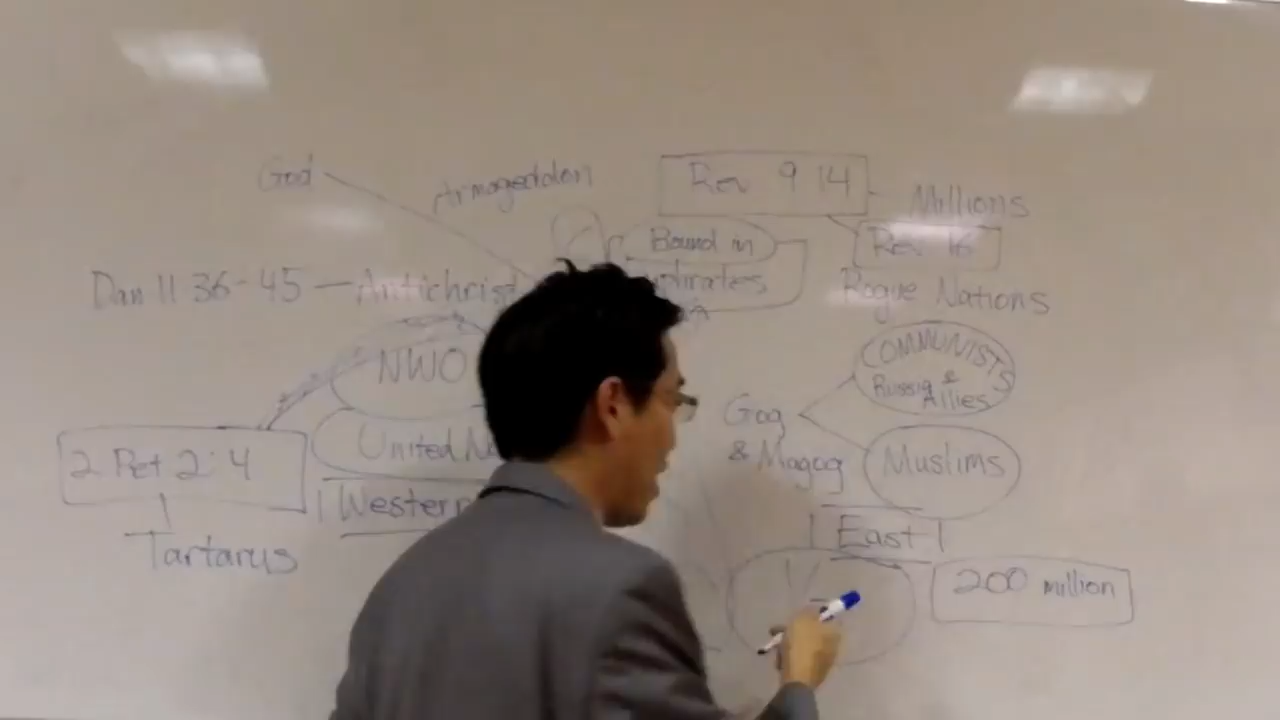 God
Armageddon
Rev 9 14
Millions
Bound in
Rev 16
Dan 11 36-45 — Antichrist
Rogue Nations
NWO
COMMUNISTS
Russia &
Allies
Gog
& Magog
United
Muslims
2 Pet 2:4
Western
East
Tartarus
200 million